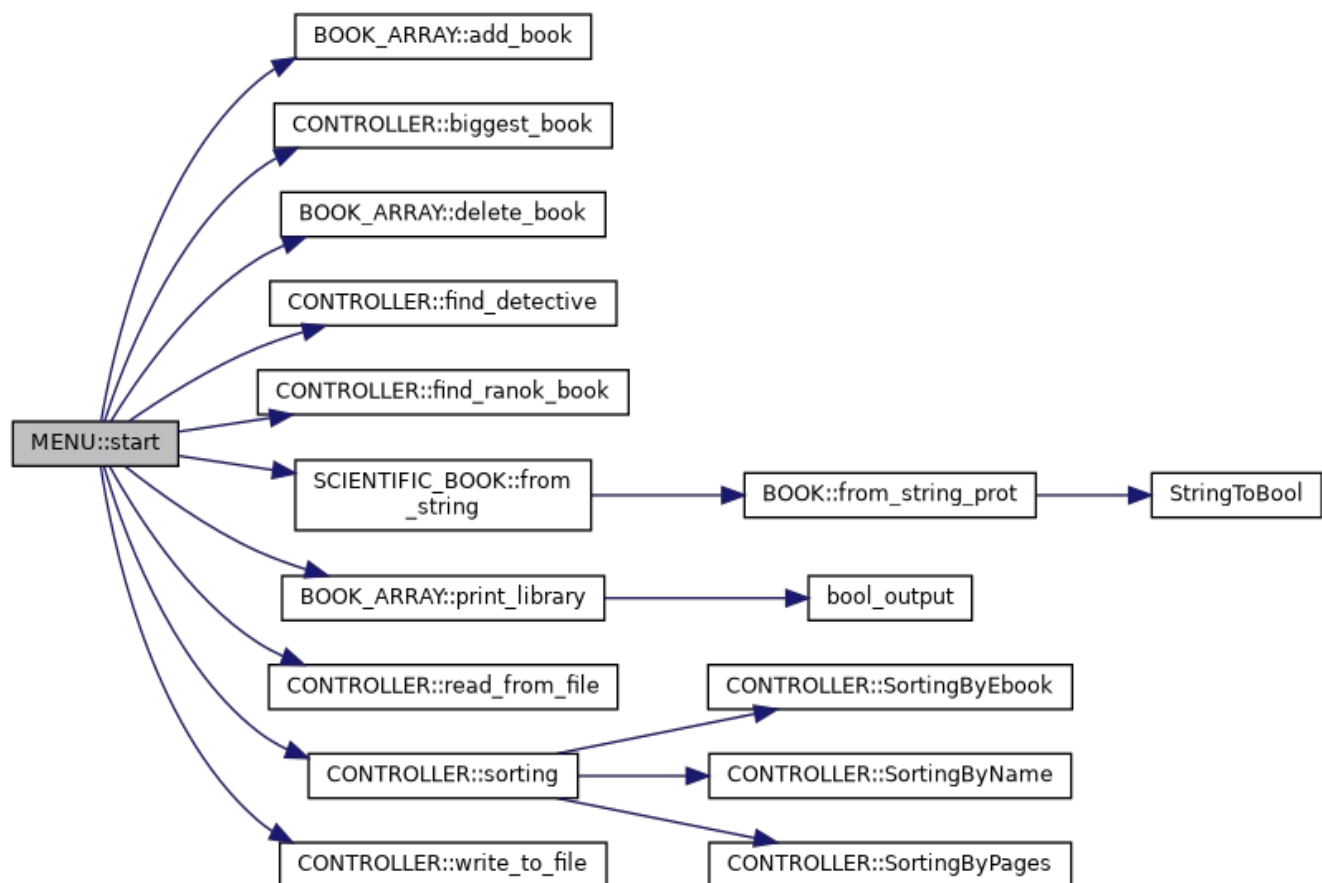 BOOK_ARRAY::add_book
CONTROLLER::biggest_book
BOOK_ARRAY::delete_book
CONTROLLER::find_detective
CONTROLLER::find_ranok_book
MENU::start
SCIENTIFIC_BOOK::from
_string
BOOK::from_string_prot
StringToBool
BOOK_ARRAY::print_library
bool_output
CONTROLLER::read_from_file
CONTROLLER::SortingByEbook
CONTROLLER::sorting
CONTROLLER::SortingByName
CONTROLLER::write_to_file
CONTROLLER::SortingByPages